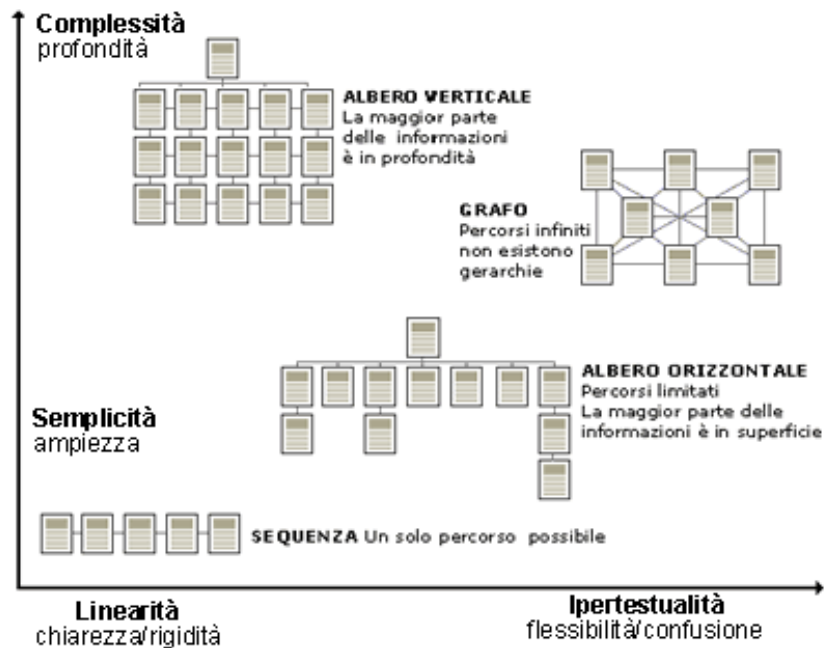 Complessità
profondità
ALBERO VERTICALE
La maggior parte
delle informazioni
è in profondità
GRAFO
Percorsi infiniti
non esistono
gerarchie
ALBERO ORIZZONTALE
Percorsi limitati
La maggior parte delle
informazioni è in superficie
Semplicità
ampiezza
SEQUENZA Un solo percorso possibile
Linearità
chiarezza/rigidità
Ipertestualità
flessibilità/confusione